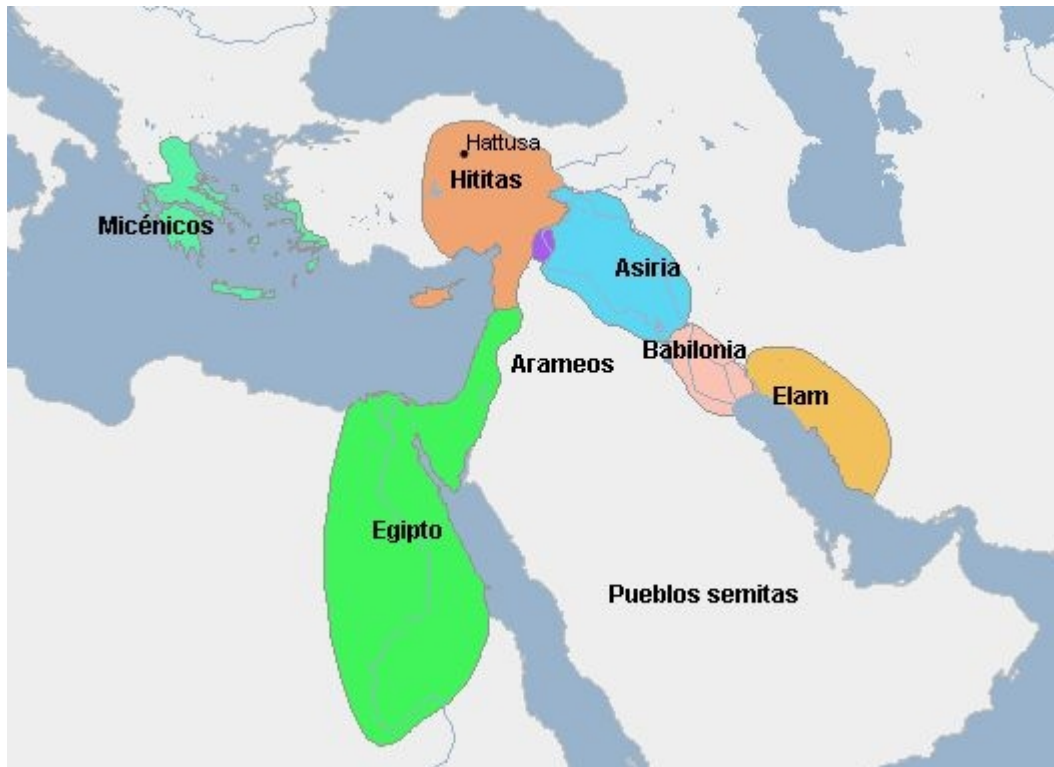 Hattusa
Hititas
Micénicos
Asiria
Babilonia
Arameos
Elam
Egipto
Pueblos semitas